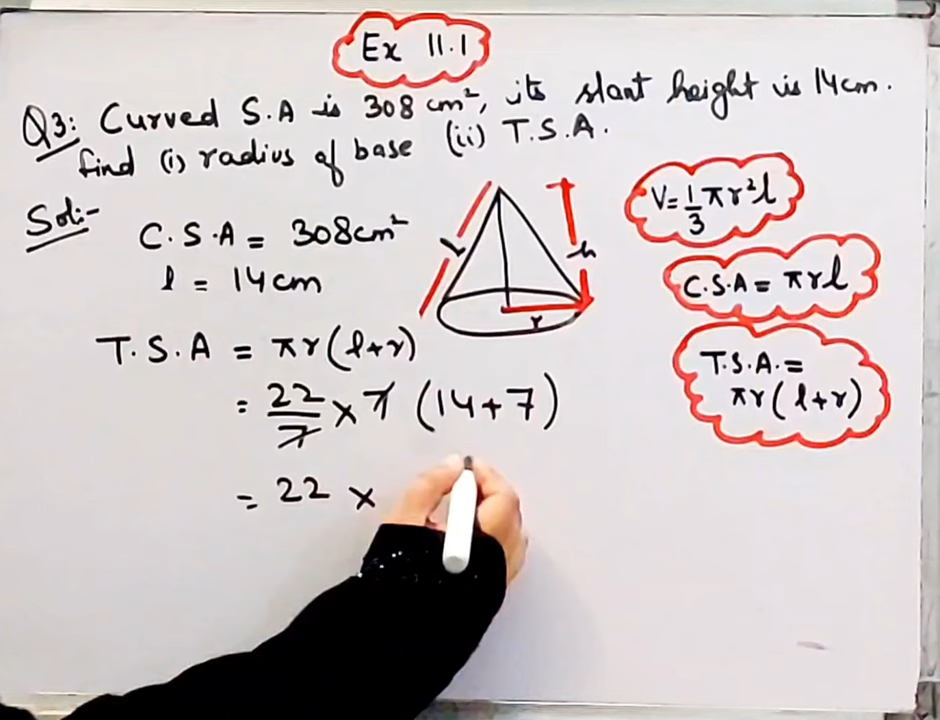 Ex 11.1
Q3: Curved S.A is 308 cm², its slant height is 14cm.
find (i) radius of base (ii) T.S.A.
Sol:-
C.S.A = 308cm²
l = 14cm
T.S.A = πr(l+r)
= 22/7 × 7 (14+7)
= 22 ×
l
h
r
V = 1/3 πr²l
C.S.A = πrl
T.S.A. =
πr(l+r)